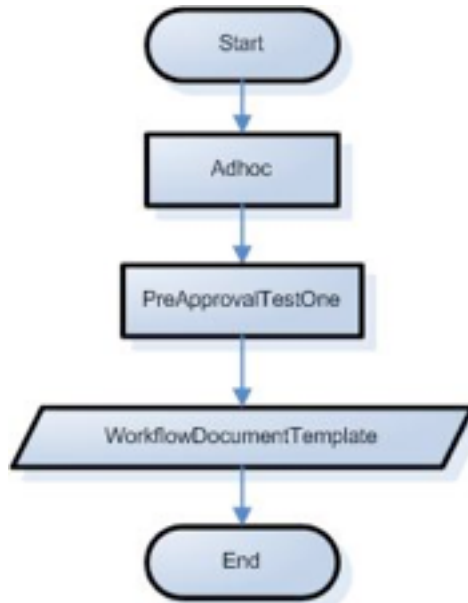 Start
Adhoc
PreApprovalTestOne
WorkflowDocumentTemplate
End